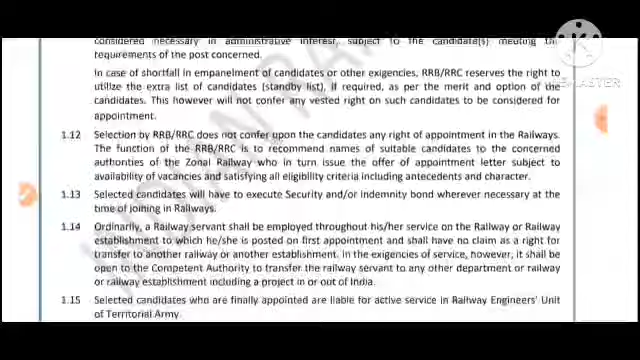 considered necessary in administrative interest, subject to the candidate(s) meeting the
requirements of the post concerned.
In case of shortfall in empanelment of candidates or other exigencies, RRB/RRC reserves the right to
utilize the extra list of candidates (standby list), if required, as per the merit and option of the
candidates. This however will not confer any vested right on such candidates to be considered for
appointment.
1.12 Selection by RRB/RRC does not confer upon the candidates any right of appointment in the Railways.
The function of the RRB/RRC is to recommend names of suitable candidates to the concerned
authorities of the Zonal Railway who in turn issue the offer of appointment letter subject to
availability of vacancies and satisfying all eligibility criteria including antecedents and character.
1.13 Selected candidates will have to execute Security and/or Indemnity bond wherever necessary at the
time of joining in Railways.
1.14 Ordinarily, a Railway servant shall be employed throughout his/her service on the Railway or Railway
establishment to which he/she is posted on first appointment and shall have no claim as a right for
transfer to another railway or another establishment. In the exigencies of service, however, it shall be
open to the Competent Authority to transfer the railway servant to any other department or railway
or railway establishment including a project in or out of India.
1.15 Selected candidates who are finally appointed are liable for active service in Railway Engineers' Unit
of Territorial Army.